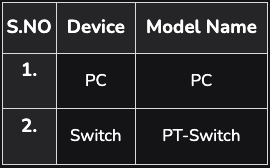 S.NO Device Model Name
1. PC PC
2. Switch PT-Switch